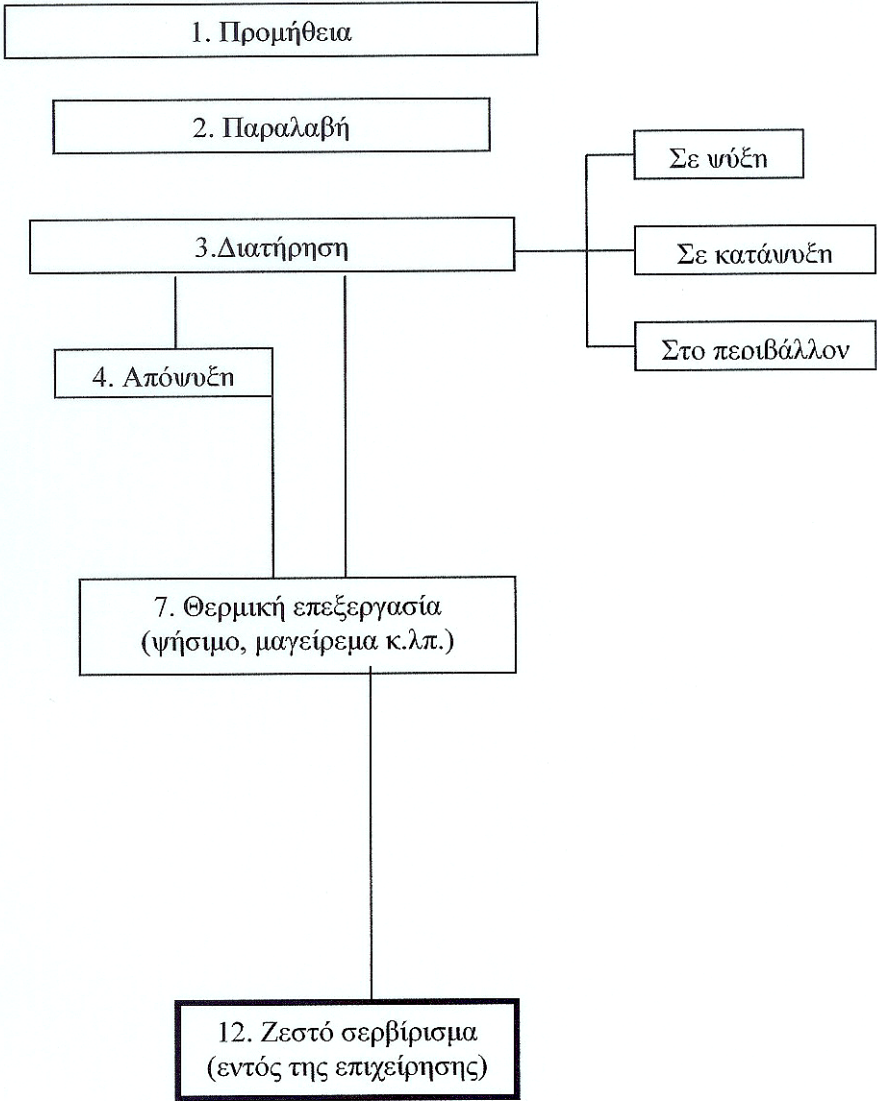 1. Προμήθεια
2. Παραλαβή
Σε ψύξη
3.Διατήρηση
Σε κατάψυξη
Στο περιβάλλον
4. Απόψυξη
7. Θερμική επεξεργασία
(ψήσιμο, μαγείρεμα κ.λπ.)
12. Ζεστό σερβίρισμα
(εντός της επιχείρησης)